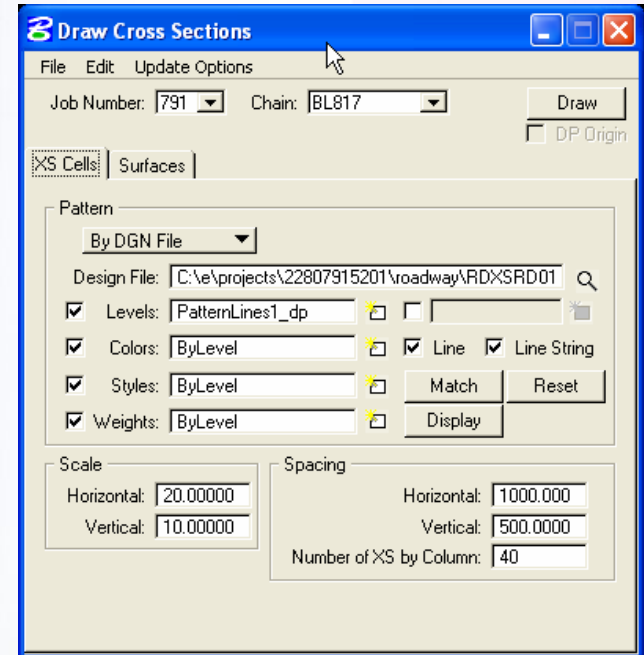 Draw Cross Sections
File Edit Update Options
Job Number: 791 Chain: BL817 Draw
DP Origin
XS Cells Surfaces
Pattern
By DGN File
Design File: C:\e\projects\22807915201\roadway\RDXSRD01
Levels: PatternLines1_dp
Colors: ByLevel Line Line String
Styles: ByLevel Match Reset
Weights: ByLevel Display
Scale Spacing
Horizontal: 20.00000 Horizontal: 1000.000
Vertical: 10.00000 Vertical: 500.0000
Number of XS by Column: 40